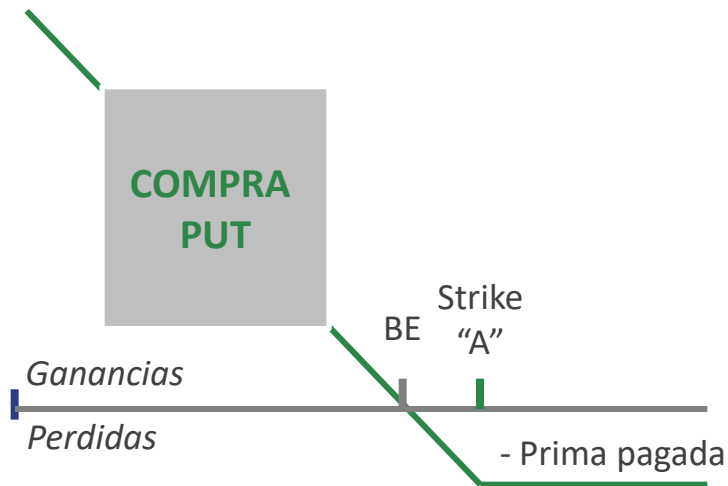 COMPRA
PUT
Strike
BE
“A”
Ganancias
Perdidas
- Prima pagada